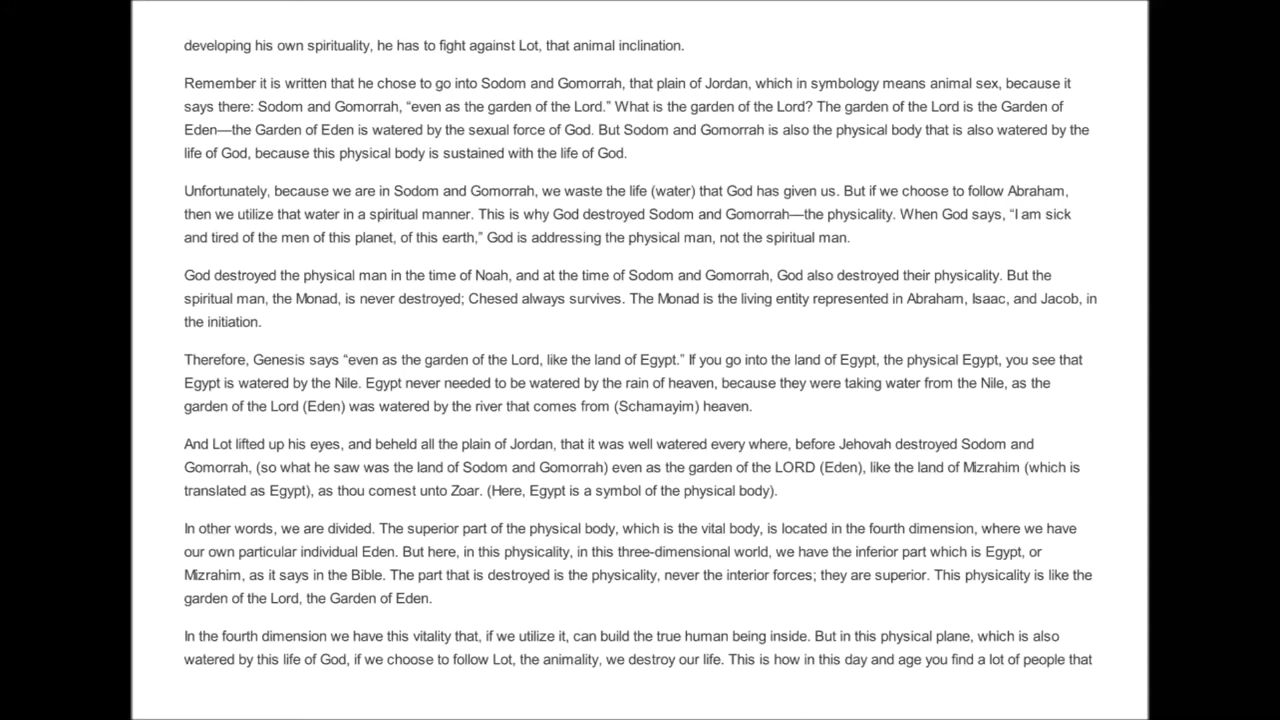 developing his own spirituality, he has to fight against Lot, that animal inclination.
Remember it is written that he chose to go into Sodom and Gomorrah, that plain of Jordan, which in symbology means animal sex, because it
says there: Sodom and Gomorrah, “even as the garden of the Lord.” What is the garden of the Lord? The garden of the Lord is the Garden of
Eden—the Garden of Eden is watered by the sexual force of God. But Sodom and Gomorrah is also the physical body that is also watered by the
life of God, because this physical body is sustained with the life of God.
Unfortunately, because we are in Sodom and Gomorrah, we waste the life (water) that God has given us. But if we choose to follow Abraham,
then we utilize that water in a spiritual manner. This is why God destroyed Sodom and Gomorrah—the physicality. When God says, “I am sick
and tired of the men of this planet, of this earth,” God is addressing the physical man, not the spiritual man.
God destroyed the physical man in the time of Noah, and at the time of Sodom and Gomorrah, God also destroyed their physicality. But the
spiritual man, the Monad, is never destroyed; Chesed always survives. The Monad is the living entity represented in Abraham, Isaac, and Jacob, in
the initiation.
Therefore, Genesis says “even as the garden of the Lord, like the land of Egypt.” If you go into the land of Egypt, the physical Egypt, you see that
Egypt is watered by the Nile. Egypt never needed to be watered by the rain of heaven, because they were taking water from the Nile, as the
garden of the Lord (Eden) was watered by the river that comes from (Schamayim) heaven.
And Lot lifted up his eyes, and beheld all the plain of Jordan, that it was well watered every where, before Jehovah destroyed Sodom and
Gomorrah, (so what he saw was the land of Sodom and Gomorrah) even as the garden of the LORD (Eden), like the land of Mizrahim (which is
translated as Egypt), as thou comest unto Zoar. (Here, Egypt is a symbol of the physical body).
In other words, we are divided. The superior part of the physical body, which is the vital body, is located in the fourth dimension, where we have
our own particular individual Eden. But here, in this physicality, in this three-dimensional world, we have the inferior part which is Egypt, or
Mizrahim, as it says in the Bible. The part that is destroyed is the physicality, never the interior forces; they are superior. This physicality is like the
garden of the Lord, the Garden of Eden.
In the fourth dimension we have this vitality that, if we utilize it, can build the true human being inside. But in this physical plane, which is also
watered by this life of God, if we choose to follow Lot, the animality, we destroy our life. This is how in this day and age you find a lot of people that